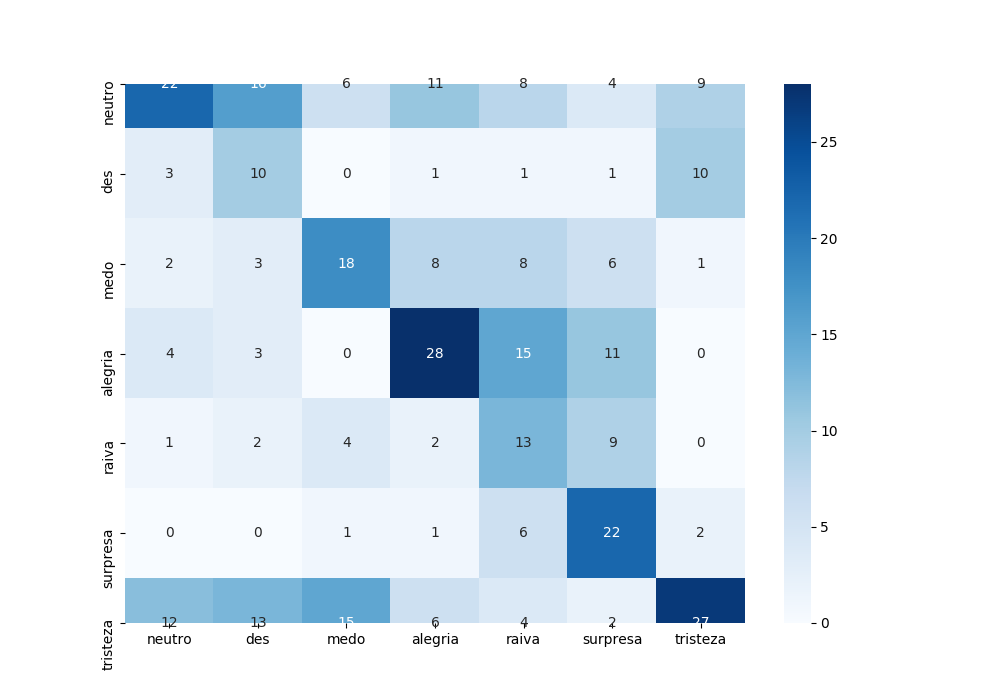 neutro 22 16 6 11 8 4 9
des 3 10 0 1 1 1 10
medo 2 3 18 8 8 6 1
alegria 4 3 0 28 15 11 0
raiva 1 2 4 2 13 9 0
surpresa 0 0 1 1 6 22 2
tristeza 12 13 15 6 4 2 27
neutro des medo alegria raiva surpresa tristeza
25
20
15
10
5
0